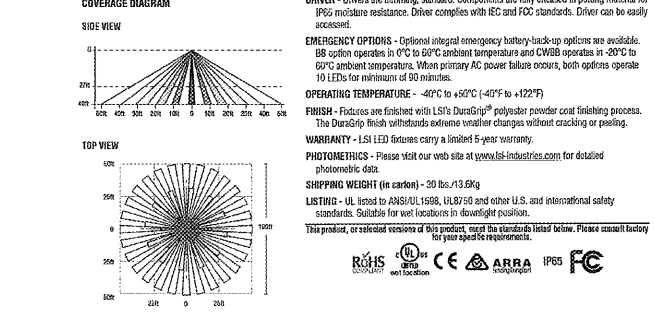 COVERAGE DIAGRAM
SIDE VIEW
0
27ft
40ft
60ft 40ft 30ft 20ft 10ft 0 10ft 20ft 30ft 40ft 50ft
TOP VIEW
50ft
25ft
0
25ft
50ft
100ft
25ft 0 25ft
IP65 moisture resistance. Driver complies with IEC and FCC standards. Driver can be easily
accessed.
EMERGENCY OPTIONS - Optional integral emergency battery-back-up options are available.
BB option operates in 0°C to 60°C ambient temperature and CWBB operates in -20°C to
60°C ambient temperature. When primary AC power failure occurs, both options operate
10 LEDs for minimum of 90 minutes.
OPERATING TEMPERATURE - -40°C to +50°C (-40°F to +122°F)
FINISH - Fixtures are finished with LSI's DuraGrip® polyester powder coat finishing process.
The DuraGrip finish withstands extreme weather changes without cracking or peeling.
WARRANTY - LSI LED fixtures carry a limited 5-year warranty.
PHOTOMETRICS - Please visit our web site at www.lsi-industries.com for detailed
photometric data.
SHIPPING WEIGHT (in carton) - 30 lbs./13.6Kg
LISTING - UL listed to ANSI/UL1598, UL8750 and other U.S. and international safety
standards. Suitable for wet locations in downlight position.
This product, or selected versions of this product, meet the standards listed below. Please consult factory
for your specific requirements.
RoHS
COMPLIANT
c UL us
LISTED
wet location
CE
ARRA
IP65
FC